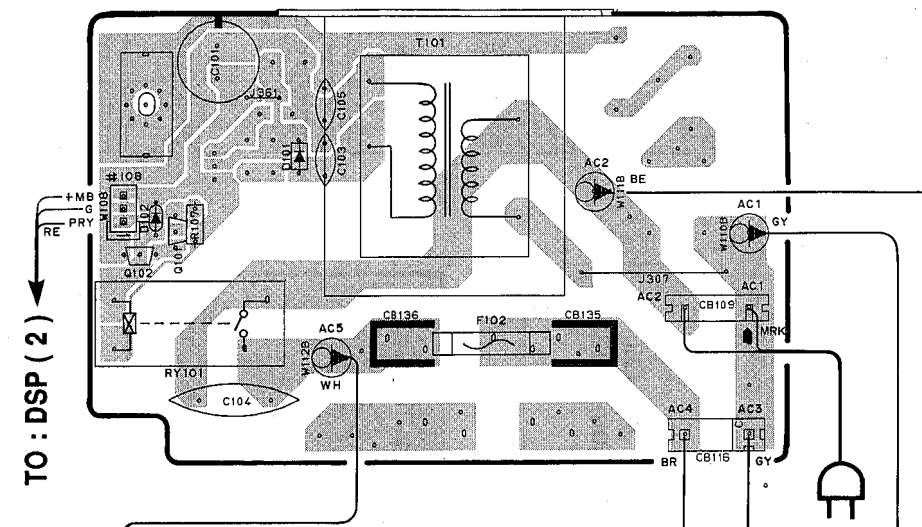 T101
C101
J361
C105
C103
D101
#108
+MB
G
PRY
RE
W108
D102
Q101
R107
Q102
TO : DSP ( 2 )
AC2
BE
W111B
AC1
GY
W110B
J307
AC2
CB109
AC1
MRK
CB136
F102
CB135
AC5
W112B
WH
RY101
C104
AC4
AC3
BR
CB116
GY